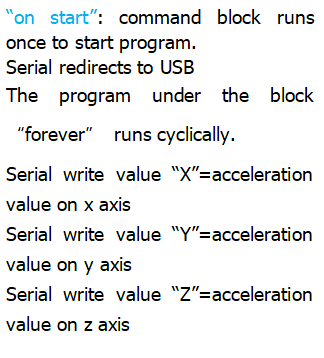 “on start”: command block runs
once to start program.
Serial redirects to USB
The program under the block
“forever” runs cyclically.
Serial write value “X”=acceleration
value on x axis
Serial write value “Y”=acceleration
value on y axis
Serial write value “Z”=acceleration
value on z axis